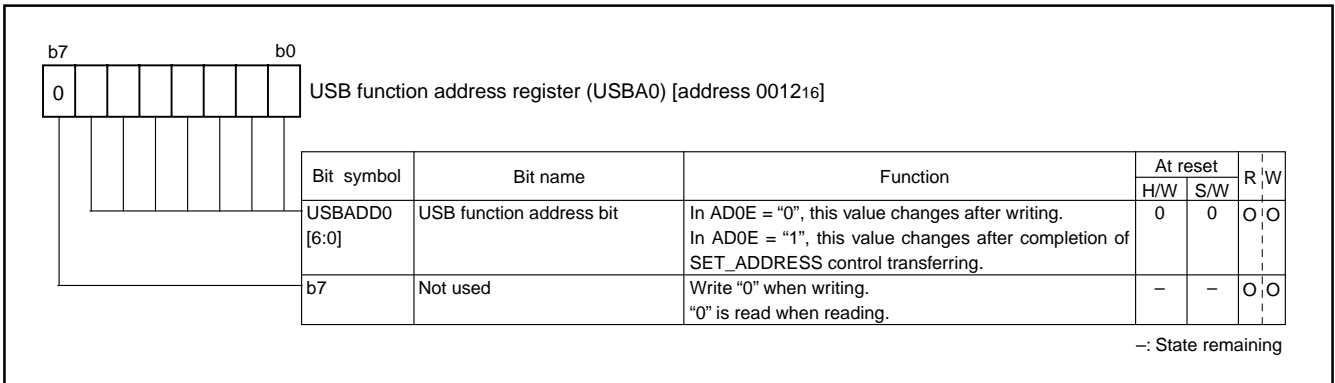 b7 b0
0 USB function address register (USBA0) [address 001216]
Bit symbol Bit name Function At reset R W
H/W S/W
USBADD0 USB function address bit In AD0E = “0”, this value changes after writing. 0 0 O O
[6:0] In AD0E = “1”, this value changes after completion of
SET_ADDRESS control transferring.
b7 Not used Write “0” when writing. – – O O
“0” is read when reading.
–: State remaining